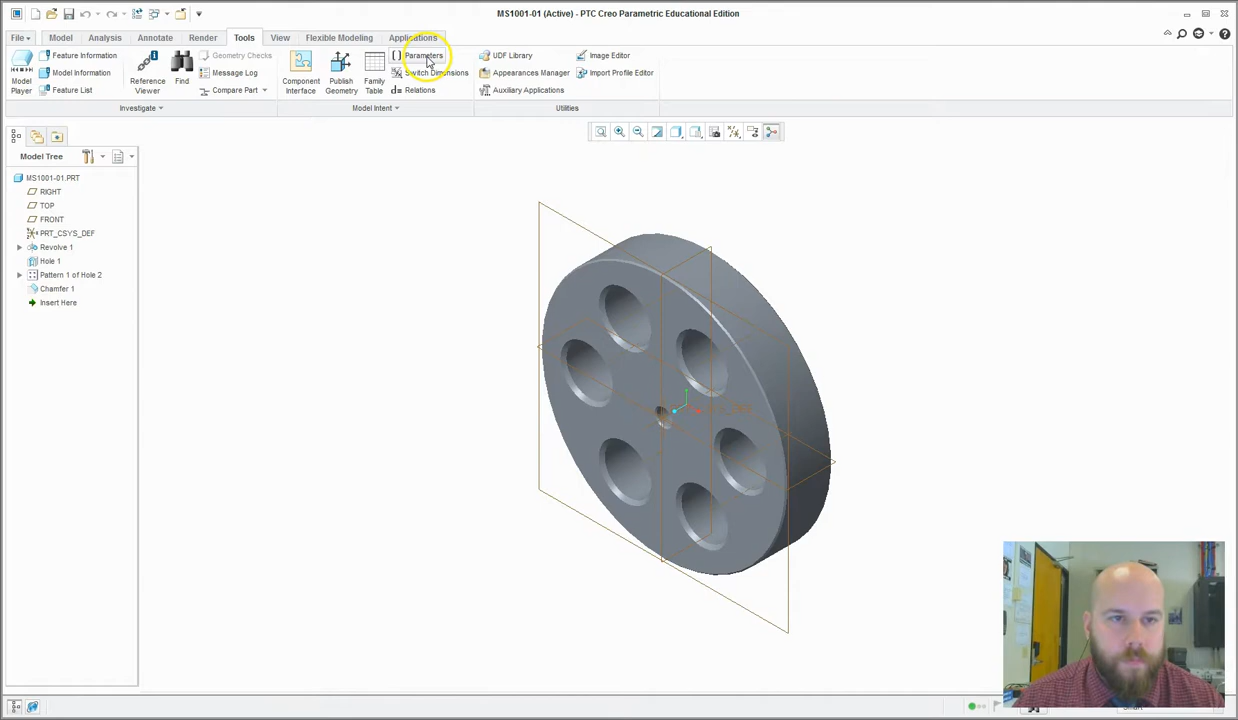 MS1001-01 (Active) - PTC Creo Parametric Educational Edition
File Model Analysis Annotate Render Tools View Flexible Modeling Applications
Model Player
Feature Information
Model Information
Feature List
Reference Viewer
Find
Geometry Checks
Message Log
Compare Part
Investigate
Component Interface
Publish Geometry
Family Table
Parameters
Switch Dimensions
d= Relations
Model Intent
UDF Library
Appearances Manager
Auxiliary Applications
Image Editor
Import Profile Editor
Utilities
Model Tree
MS1001-01.PRT
RIGHT
TOP
FRONT
PRT_CSYS_DEF
Revolve 1
Hole 1
Pattern 1 of Hole 2
Chamfer 1
Insert Here